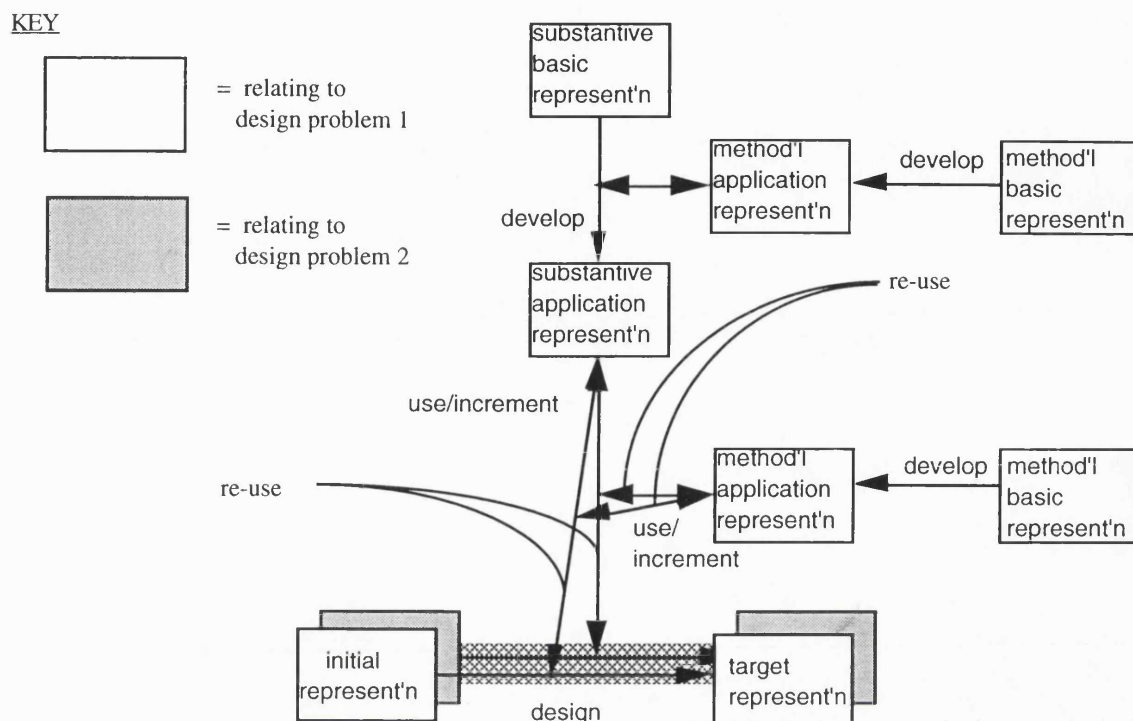 KEY
= relating to
design problem 1
= relating to
design problem 2
substantive
basic
represent'n
method'l
application
represent'n
develop
method'l
basic
represent'n
develop
substantive
application
represent'n
re-use
use/increment
re-use
method'l
application
represent'n
develop
method'l
basic
represent'n
use/
increment
initial
represent'n
target
represent'n
design